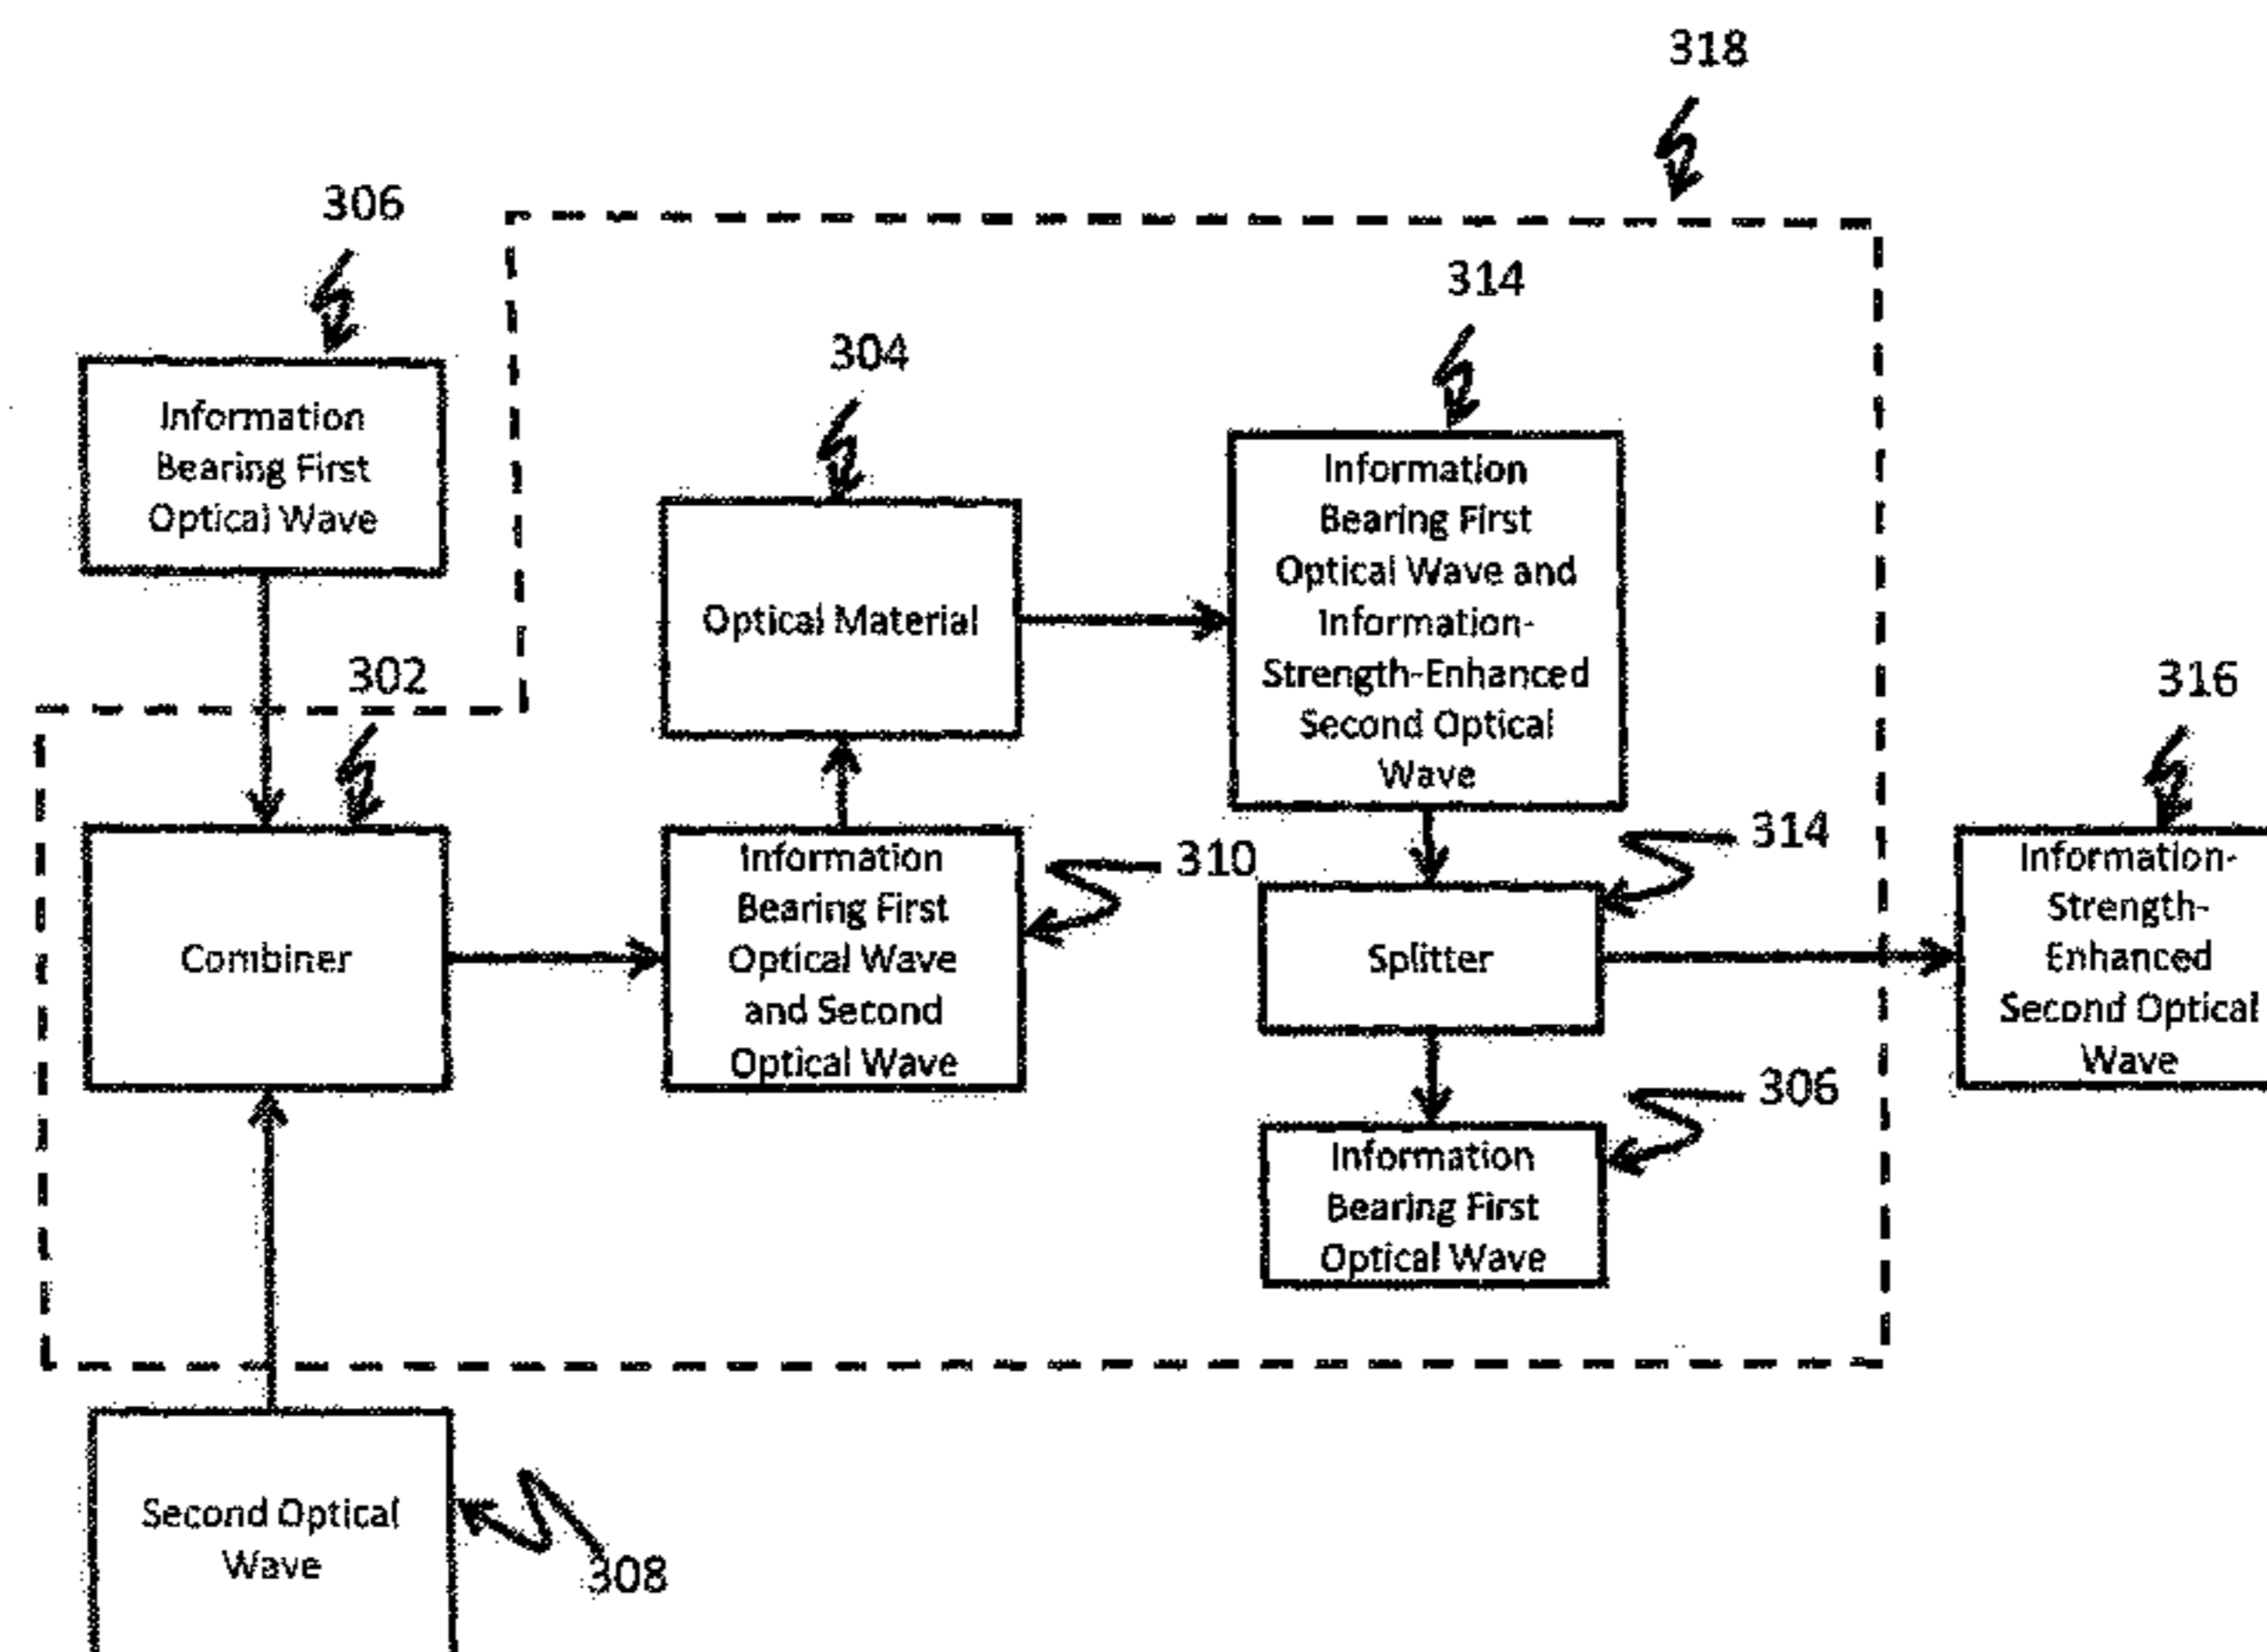 318
306
Information
Bearing First
Optical Wave
314
304
Information
Bearing First
Optical Wave and
Information-
Strength-Enhanced
Second Optical
Wave
Optical Material
302
316
Combiner
Information
Bearing First
Optical Wave
and Second
Optical Wave
310
314
Splitter
Information-
Strength-
Enhanced
Second Optical
Wave
306
Information
Bearing First
Optical Wave
Second Optical
Wave
308